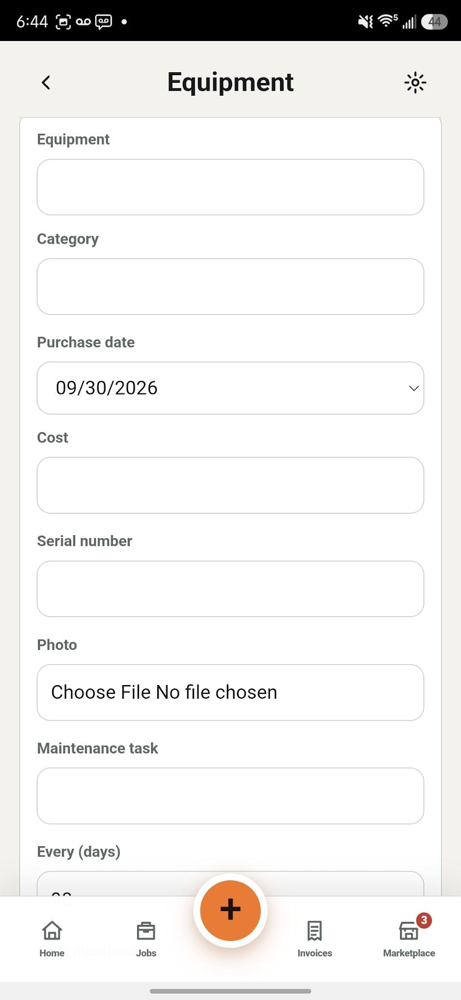 6:44
5
44
Equipment
Equipment
Category
Purchase date
09/30/2026
Cost
Serial number
Photo
Choose File No file chosen
Maintenance task
Every (days)
3
Home
Jobs
Invoices
Marketplace